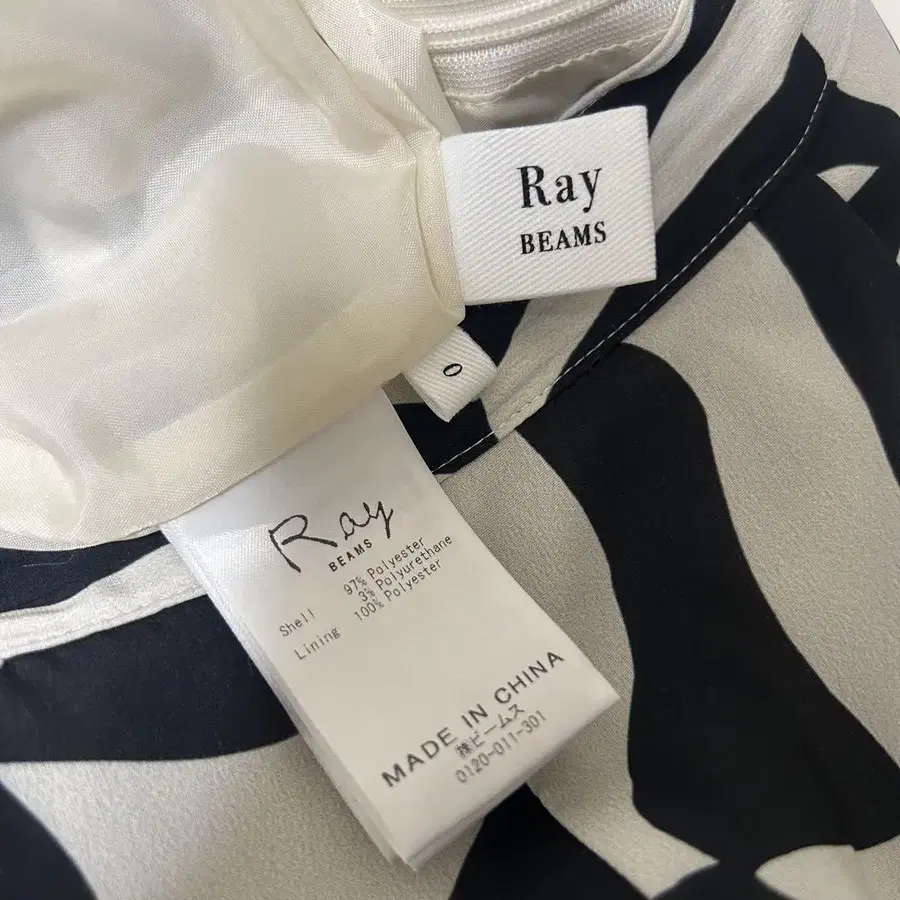 Ray
BEAMS
0
Ray
BEAMS
Shell 97% Polyester
3% Polyurethane
Lining 100% Polyester
MADE IN CHINA
㈱ビームス
0120-011-301